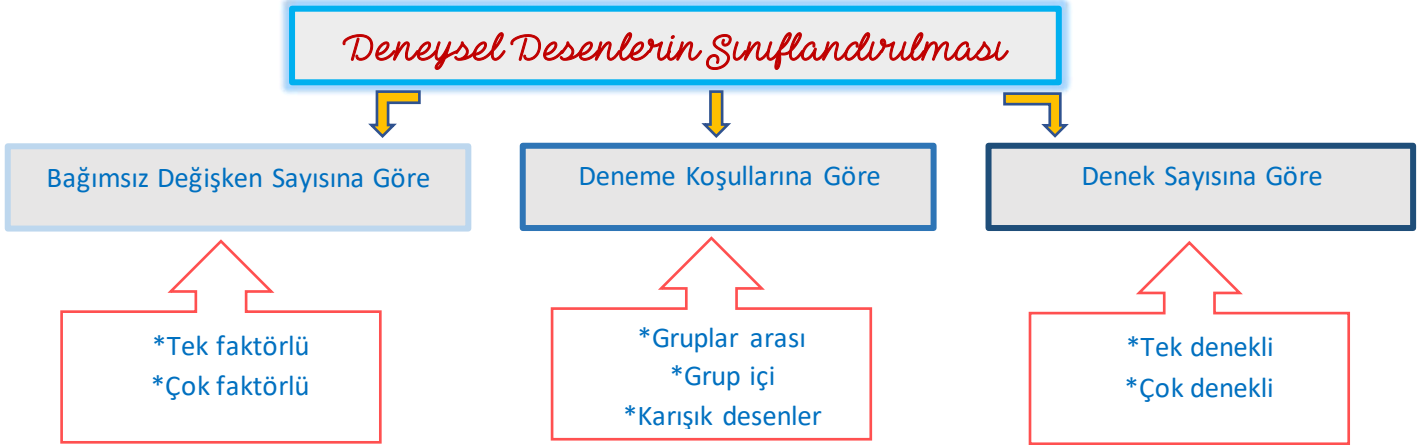 Deneysel Desenlerin Sınıflandırılması
Bağımsız Değişken Sayısına Göre
Deneme Koşullarına Göre
Denek Sayısına Göre
*Tek faktörlü
*Çok faktörlü
*Gruplar arası
*Grup içi
*Karışık desenler
*Tek denekli
*Çok denekli